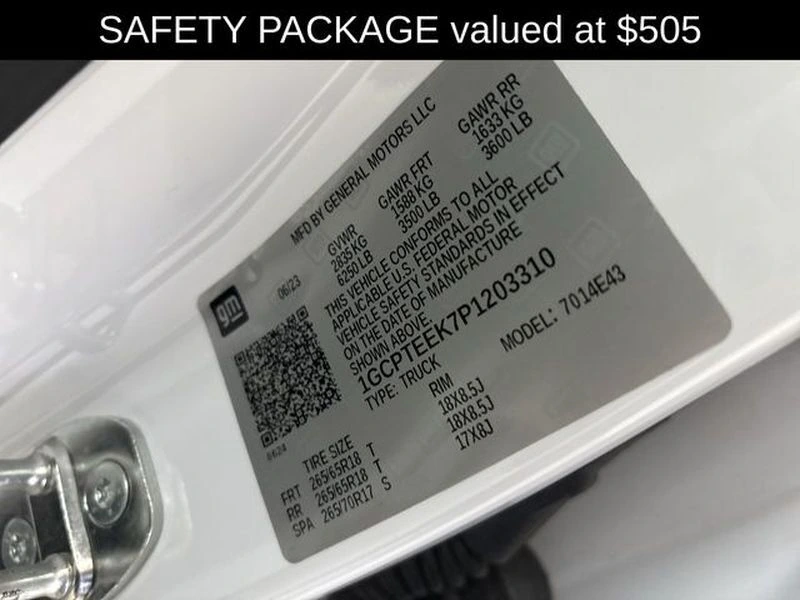 SAFETY PACKAGE valued at $505
MFD BY GENERAL MOTORS LLC
gm
06/23
GVWR GAWR FRT GAWR RR
2835 KG 1588 KG 1633 KG
6250 LB 3500 LB 3600 LB
THIS VEHICLE CONFORMS TO ALL
APPLICABLE U.S. FEDERAL MOTOR
VEHICLE SAFETY STANDARDS IN EFFECT
ON THE DATE OF MANUFACTURE
SHOWN ABOVE.
1GCPTEEK7P1203310
TYPE: TRUCK MODEL: 7014E43
TIRE SIZE RIM
FRT 265/65R18 T 18X8.5J
RR 265/65R18 T 18X8.5J
SPA 265/70R17 S 17X8J